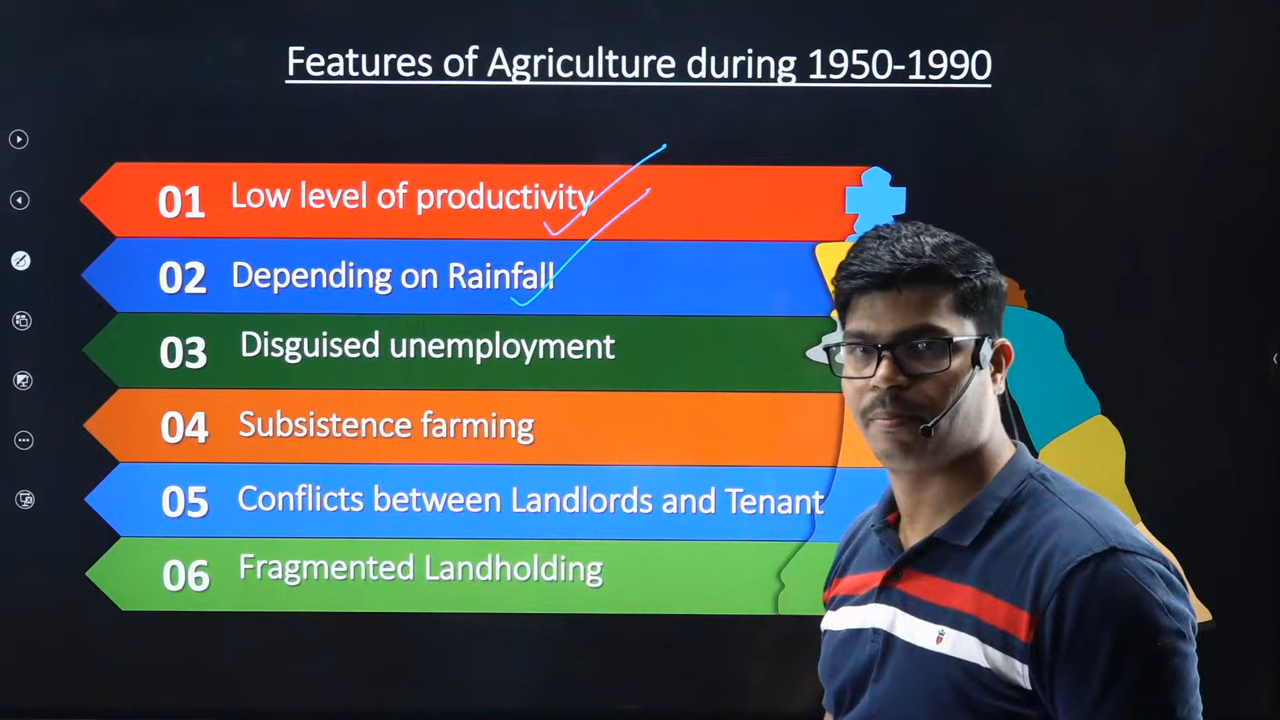 Features of Agriculture during 1950-1990
01 Low level of productivity
02 Depending on Rainfall
03 Disguised unemployment
04 Subsistence farming
05 Conflicts between Landlords and Tenant
06 Fragmented Landholding